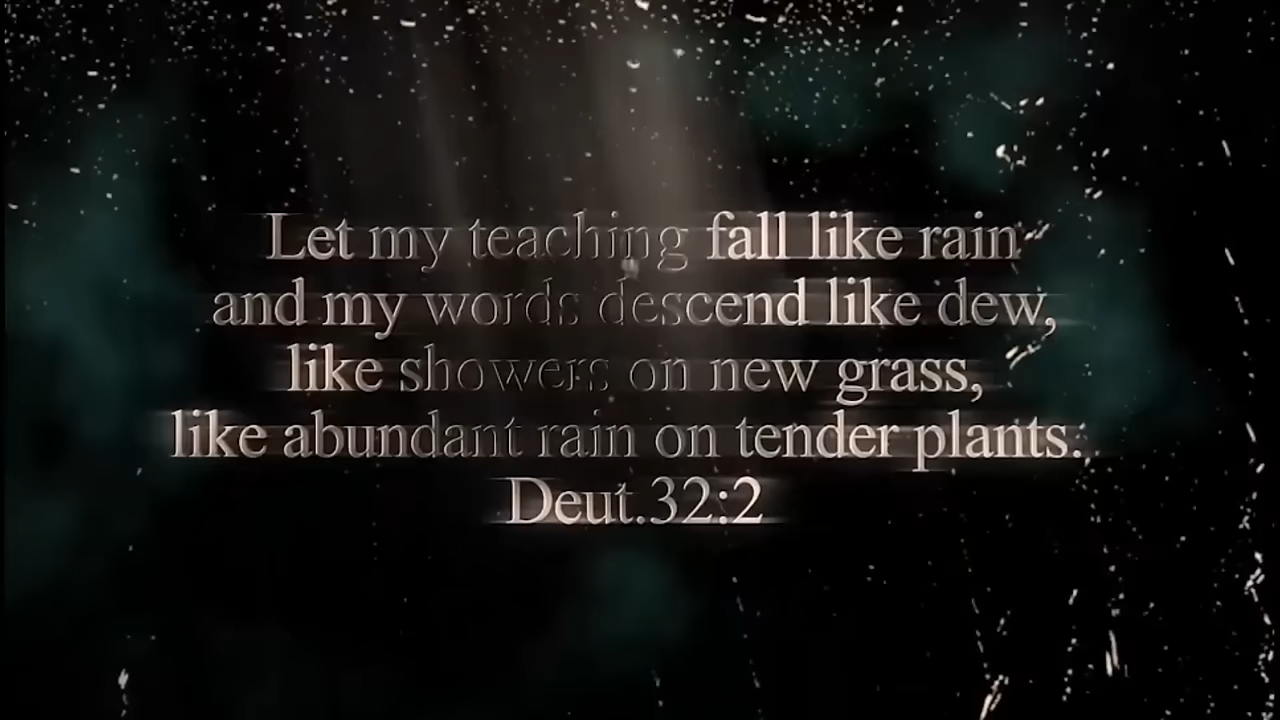 Let my teaching fall like rain
and my words descend like dew,
like showers on new grass,
like abundant rain on tender plants.
Deut.32:2